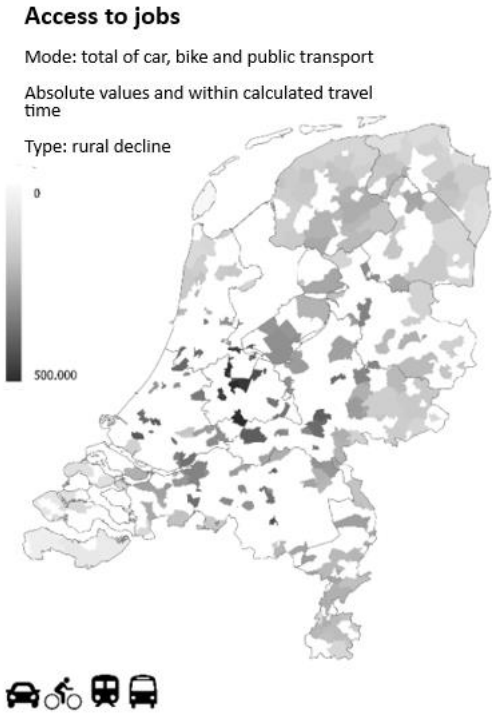 Access to jobs
Mode: total of car, bike and public transport
Absolute values and within calculated travel
time
Type: rural decline
0
500.000